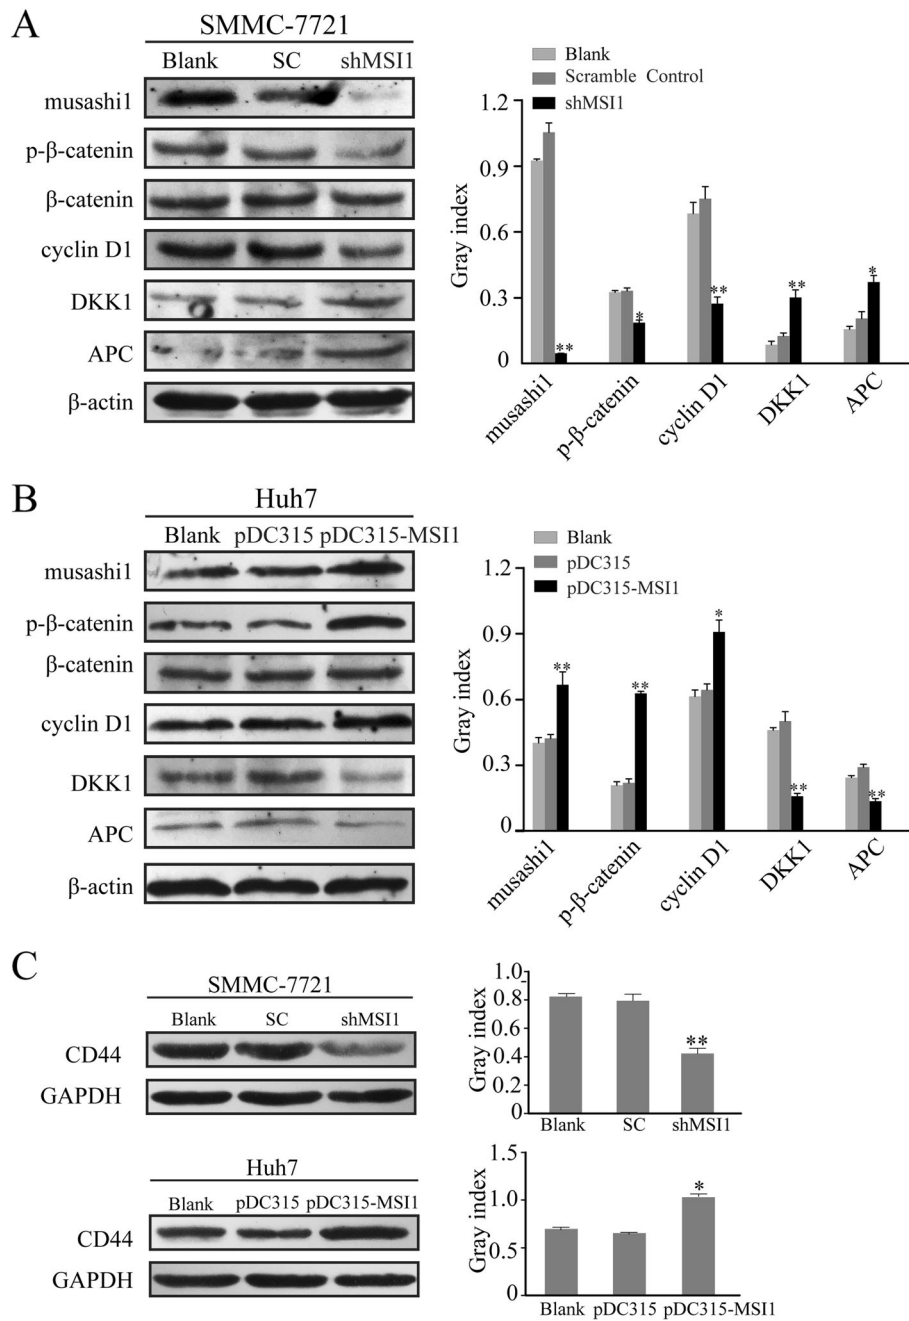 A
SMMC-7721
Blank SC shMSI1
musashi1
p-β-catenin
β-catenin
cyclin D1
DKK1
APC
β-actin
Blank
Scramble Control
shMSI1
Gray index
1.2
0.9
0.6
0.3
0
**
*
**
**
*
musashi1
p-β-catenin
cyclin D1
DKK1
APC
B
Huh7
Blank pDC315 pDC315-MSI1
musashi1
p-β-catenin
β-catenin
cyclin D1
DKK1
APC
β-actin
Blank
pDC315
pDC315-MSI1
Gray index
1.2
0.9
0.6
0.3
0
**
**
*
**
**
musashi1
p-β-catenin
cyclin D1
DKK1
APC
C
SMMC-7721
Blank SC shMSI1
CD44
GAPDH
Gray index
1.0
0.8
0.6
0.4
0.2
0
**
Blank SC shMSI1
Huh7
Blank pDC315 pDC315-MSI1
CD44
GAPDH
Gray index
1.5
1.0
0.5
0
*
Blank pDC315 pDC315-MSI1